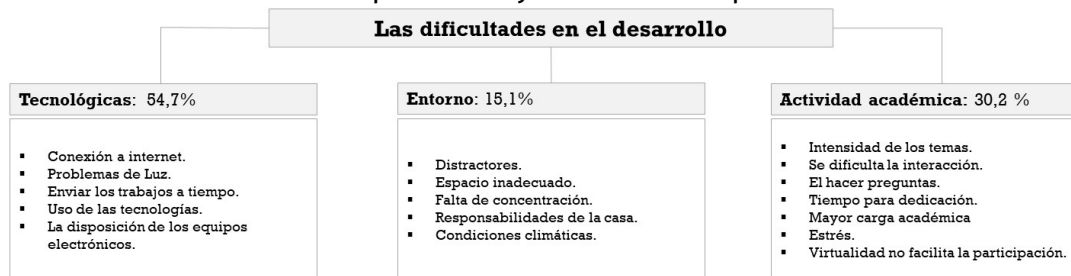 Las dificultades en el desarrollo
Tecnológicas: 54,7%
▪ Conexión a internet.
▪ Problemas de Luz.
▪ Enviar los trabajos a tiempo.
▪ Uso de las tecnologías.
▪ La disposición de los equipos
electrónicos.
Entorno: 15,1%
▪ Distractores.
▪ Espacio inadecuado.
▪ Falta de concentración.
▪ Responsabilidades de la casa.
▪ Condiciones climáticas.
Actividad académica: 30,2 %
▪ Intensidad de los temas.
▪ Se dificulta la interacción.
▪ El hacer preguntas.
▪ Tiempo para dedicación.
▪ Mayor carga académica
▪ Estrés.
▪ Virtualidad no facilita la participación.